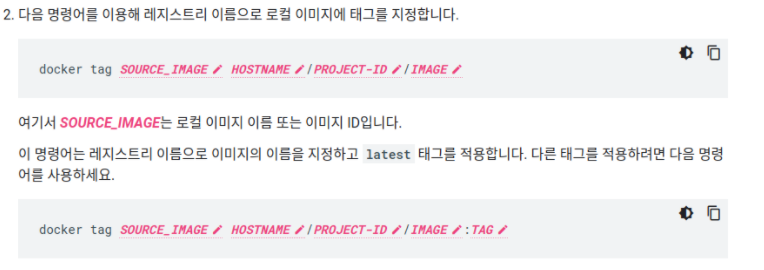 2. 다음 명령어를 이용해 레지스트리 이름으로 로컬 이미지에 태그를 지정합니다.
docker tag SOURCE_IMAGE HOSTNAME/PROJECT-ID/IMAGE
여기서 SOURCE_IMAGE는 로컬 이미지 이름 또는 이미지 ID입니다.
이 명령어는 레지스트리 이름으로 이미지의 이름을 지정하고 latest 태그를 적용합니다. 다른 태그를 적용하려면 다음 명령
어를 사용하세요.
docker tag SOURCE_IMAGE HOSTNAME/PROJECT-ID/IMAGE:TAG